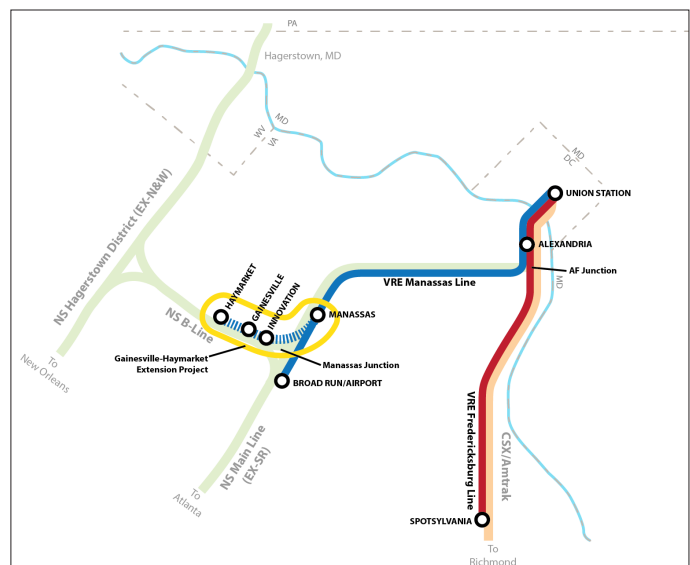 PA
Hagerstown, MD
MD
WV
VA
MD
DC
UNION STATION
NS Hagerstown District (EX-N&W)
ALEXANDRIA
AF Junction
VRE Manassas Line
MD
HAYMARKET
GAINESVILLE
INNOVATION
NS B-Line
MANASSAS
To
New Orleans
Gainesville-Haymarket
Extension Project
Manassas Junction
BROAD RUN/AIRPORT
VRE Fredericksburg Line
CSX/Amtrak
NS Main Line
(EX-SR)
To
Atlanta
SPOTSYLVANIA
To
Richmond